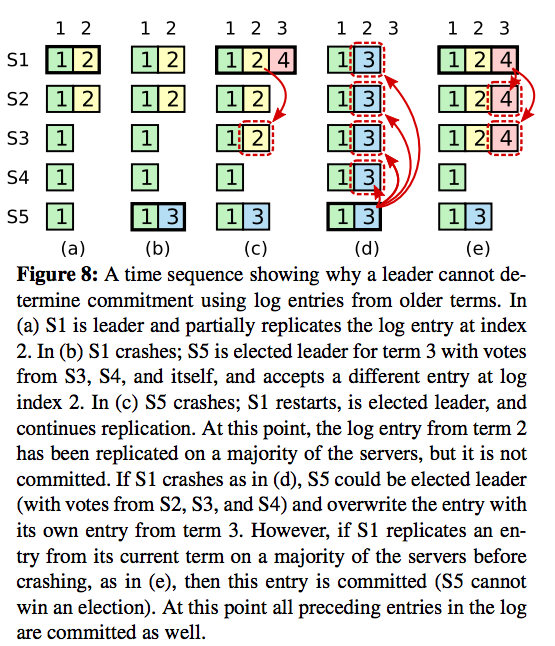 1 2 1 2 1 2 3 1 2 3 1 2 3
S1 1 2 1 2 1 2 4 1 3 1 2 4
S2 1 2 1 2 1 2 1 3 1 2 4
S3 1 1 1 2 1 3 1 2 4
S4 1 1 1 1 3 1
S5 1 1 3 1 3 1 3 1 3
(a) (b) (c) (d) (e)
Figure 8: A time sequence showing why a leader cannot de-
termine commitment using log entries from older terms. In
(a) S1 is leader and partially replicates the log entry at index
2. In (b) S1 crashes; S5 is elected leader for term 3 with votes
from S3, S4, and itself, and accepts a different entry at log
index 2. In (c) S5 crashes; S1 restarts, is elected leader, and
continues replication. At this point, the log entry from term 2
has been replicated on a majority of the servers, but it is not
committed. If S1 crashes as in (d), S5 could be elected leader
(with votes from S2, S3, and S4) and overwrite the entry with
its own entry from term 3. However, if S1 replicates an en-
try from its current term on a majority of the servers before
crashing, as in (e), then this entry is committed (S5 cannot
win an election). At this point all preceding entries in the log
are committed as well.